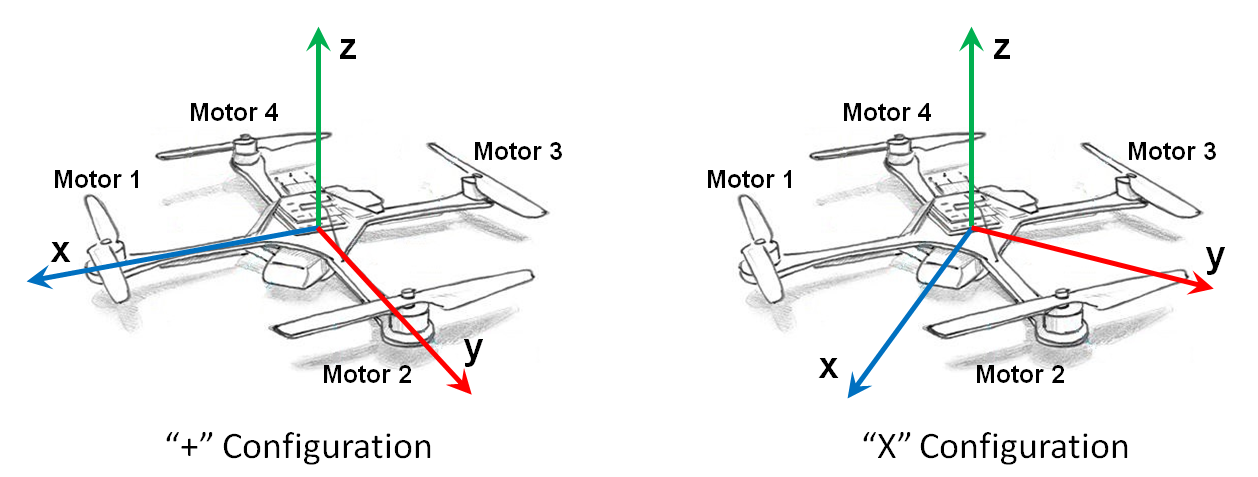 z
Motor 4
Motor 3
Motor 1
x
y
Motor 2
“+” Configuration
z
Motor 4
Motor 3
Motor 1
y
x
Motor 2
“X” Configuration